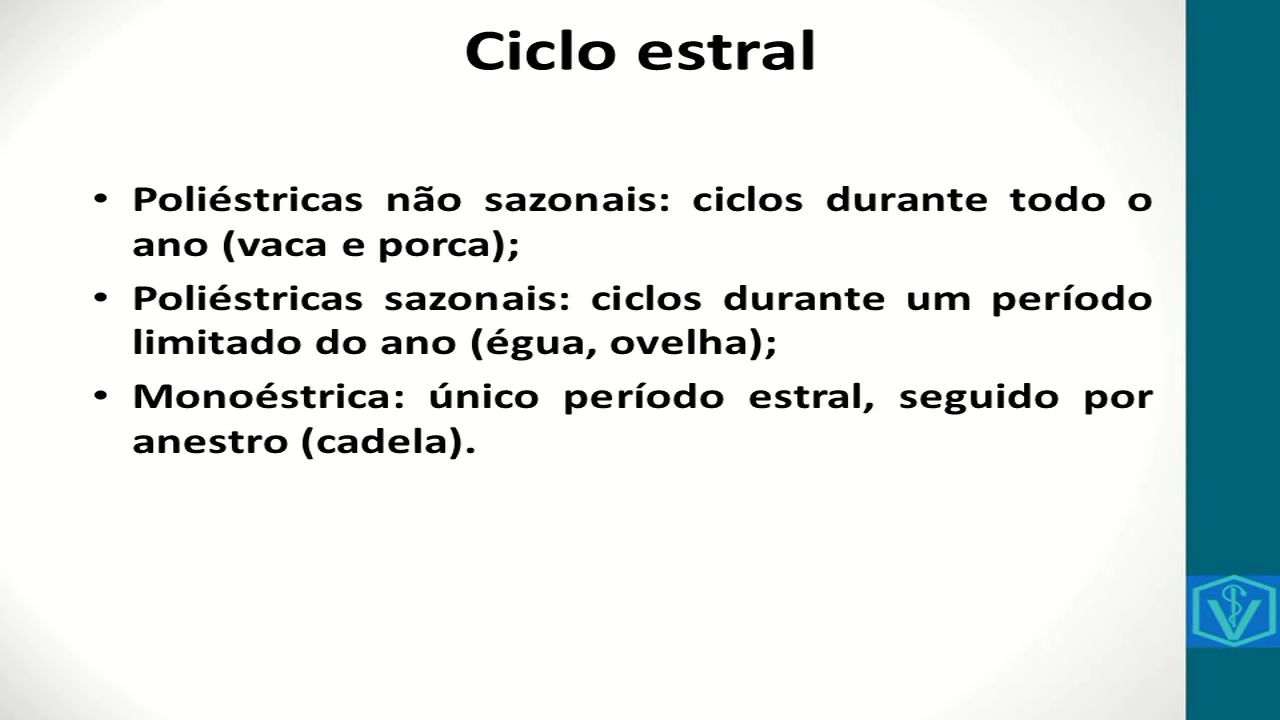 Ciclo estral
• Poliéstricas não sazonais: ciclos durante todo o
ano (vaca e porca);
• Poliéstricas sazonais: ciclos durante um período
limitado do ano (égua, ovelha);
• Monoéstrica: único período estral, seguido por
anestro (cadela).
V